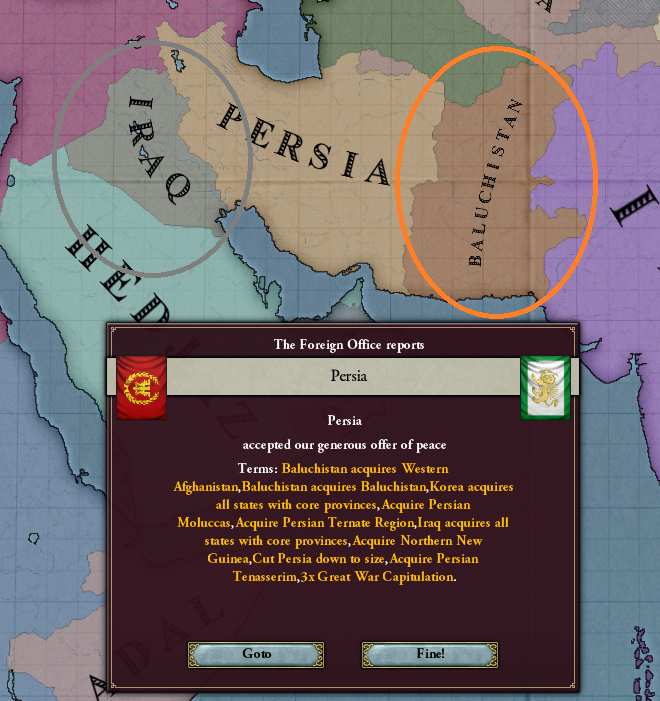 IRAQ
PERSIA
BALUCHISTAN
HED
The Foreign Office reports
Persia
Persia
accepted our generous offer of peace
Terms: Baluchistan acquires Western
Afghanistan,Baluchistan acquires Baluchistan,Korea acquires
all states with core provinces,Acquire Persian
Moluccas,Acquire Persian Ternate Region,Iraq acquires all
states with core provinces,Acquire Northern New
Guinea,Cut Persia down to size,Acquire Persian
Tenasserim,3x Great War Capitulation.
ADAL
Goto
Fine!